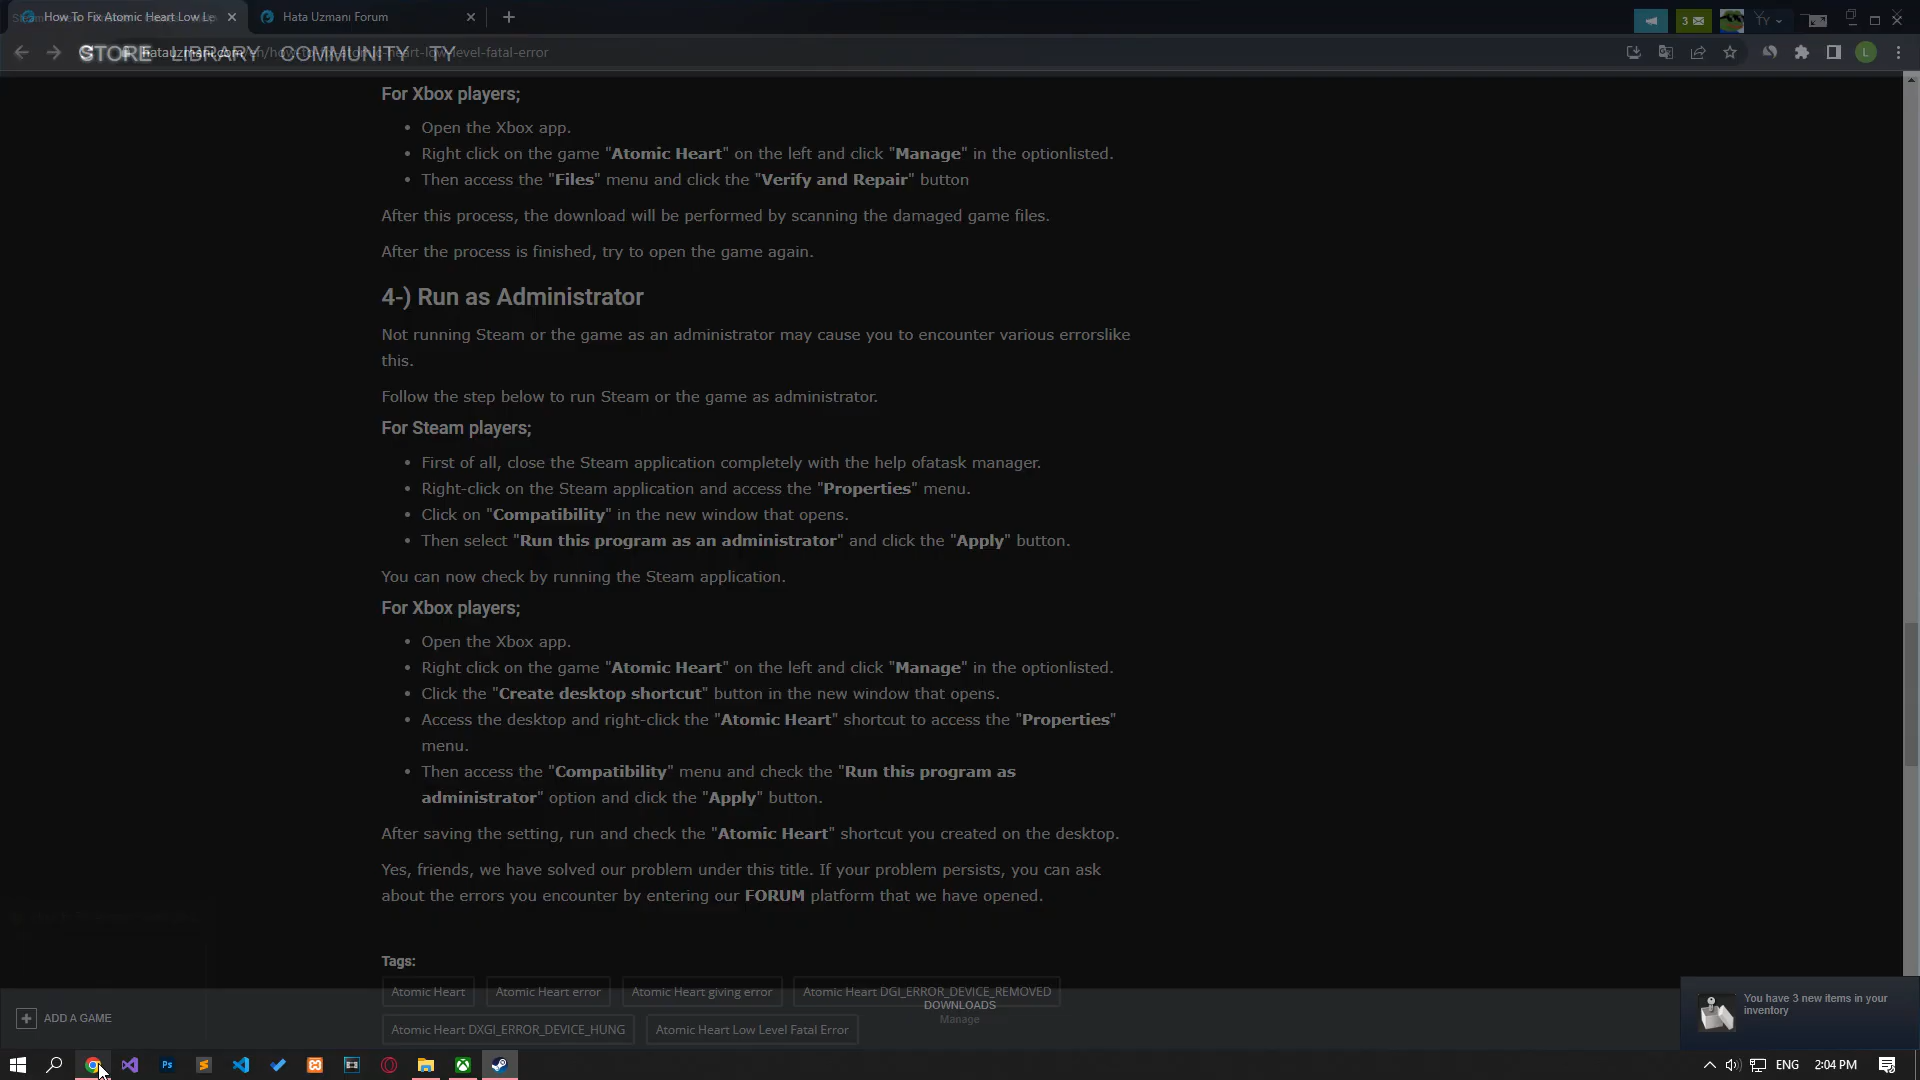 How To Fix Atomic Heart Low Le
Hata Uzmanı Forum
3
TY
STORE LIBRARY COMMUNITY TY
hatauzmani.com/en/how-to-fix-atomic-heart-low-level-fatal-error
L
For Xbox players;
• Open the Xbox app.
• Right click on the game "Atomic Heart" on the left and click "Manage" in the optionlisted.
• Then access the "Files" menu and click the "Verify and Repair" button
After this process, the download will be performed by scanning the damaged game files.
After the process is finished, try to open the game again.
4-) Run as Administrator
Not running Steam or the game as an administrator may cause you to encounter various errorslike
this.
Follow the step below to run Steam or the game as administrator.
For Steam players;
• First of all, close the Steam application completely with the help ofatask manager.
• Right-click on the Steam application and access the "Properties" menu.
• Click on "Compatibility" in the new window that opens.
• Then select "Run this program as an administrator" and click the "Apply" button.
You can now check by running the Steam application.
For Xbox players;
• Open the Xbox app.
• Right click on the game "Atomic Heart" on the left and click "Manage" in the optionlisted.
• Click the "Create desktop shortcut" button in the new window that opens.
• Access the desktop and right-click the "Atomic Heart" shortcut to access the "Properties"
menu.
• Then access the "Compatibility" menu and check the "Run this program as
administrator" option and click the "Apply" button.
After saving the setting, run and check the "Atomic Heart" shortcut you created on the desktop.
Yes, friends, we have solved our problem under this title. If your problem persists, you can ask
about the errors you encounter by entering our FORUM platform that we have opened.
Tags:
Atomic Heart
Atomic Heart error
Atomic Heart giving error
Atomic Heart DGI_ERROR_DEVICE_REMOVED
DOWNLOADS
Manage
Atomic Heart DXGI_ERROR_DEVICE_HUNG
Atomic Heart Low Level Fatal Error
ADD A GAME
You have 3 new items in your
inventory
Ps
ENG
2:04 PM